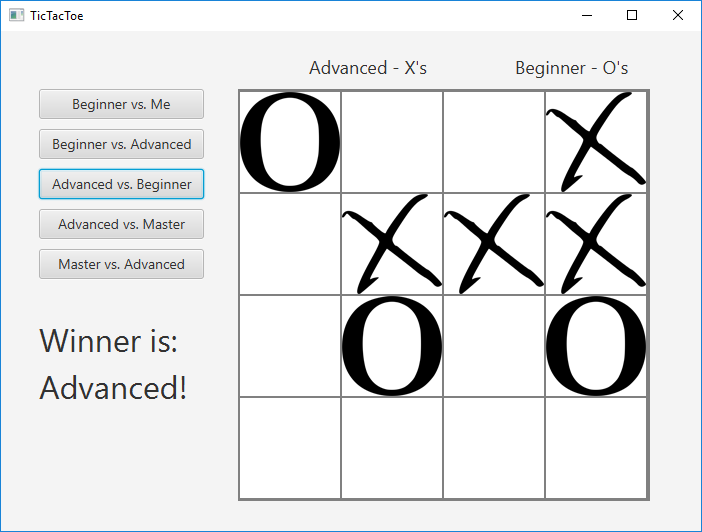 TicTacToe
Advanced - X's Beginner - O's
Beginner vs. Me
Beginner vs. Advanced
Advanced vs. Beginner
Advanced vs. Master
Master vs. Advanced
Winner is:
Advanced!
O X
X X X
O O